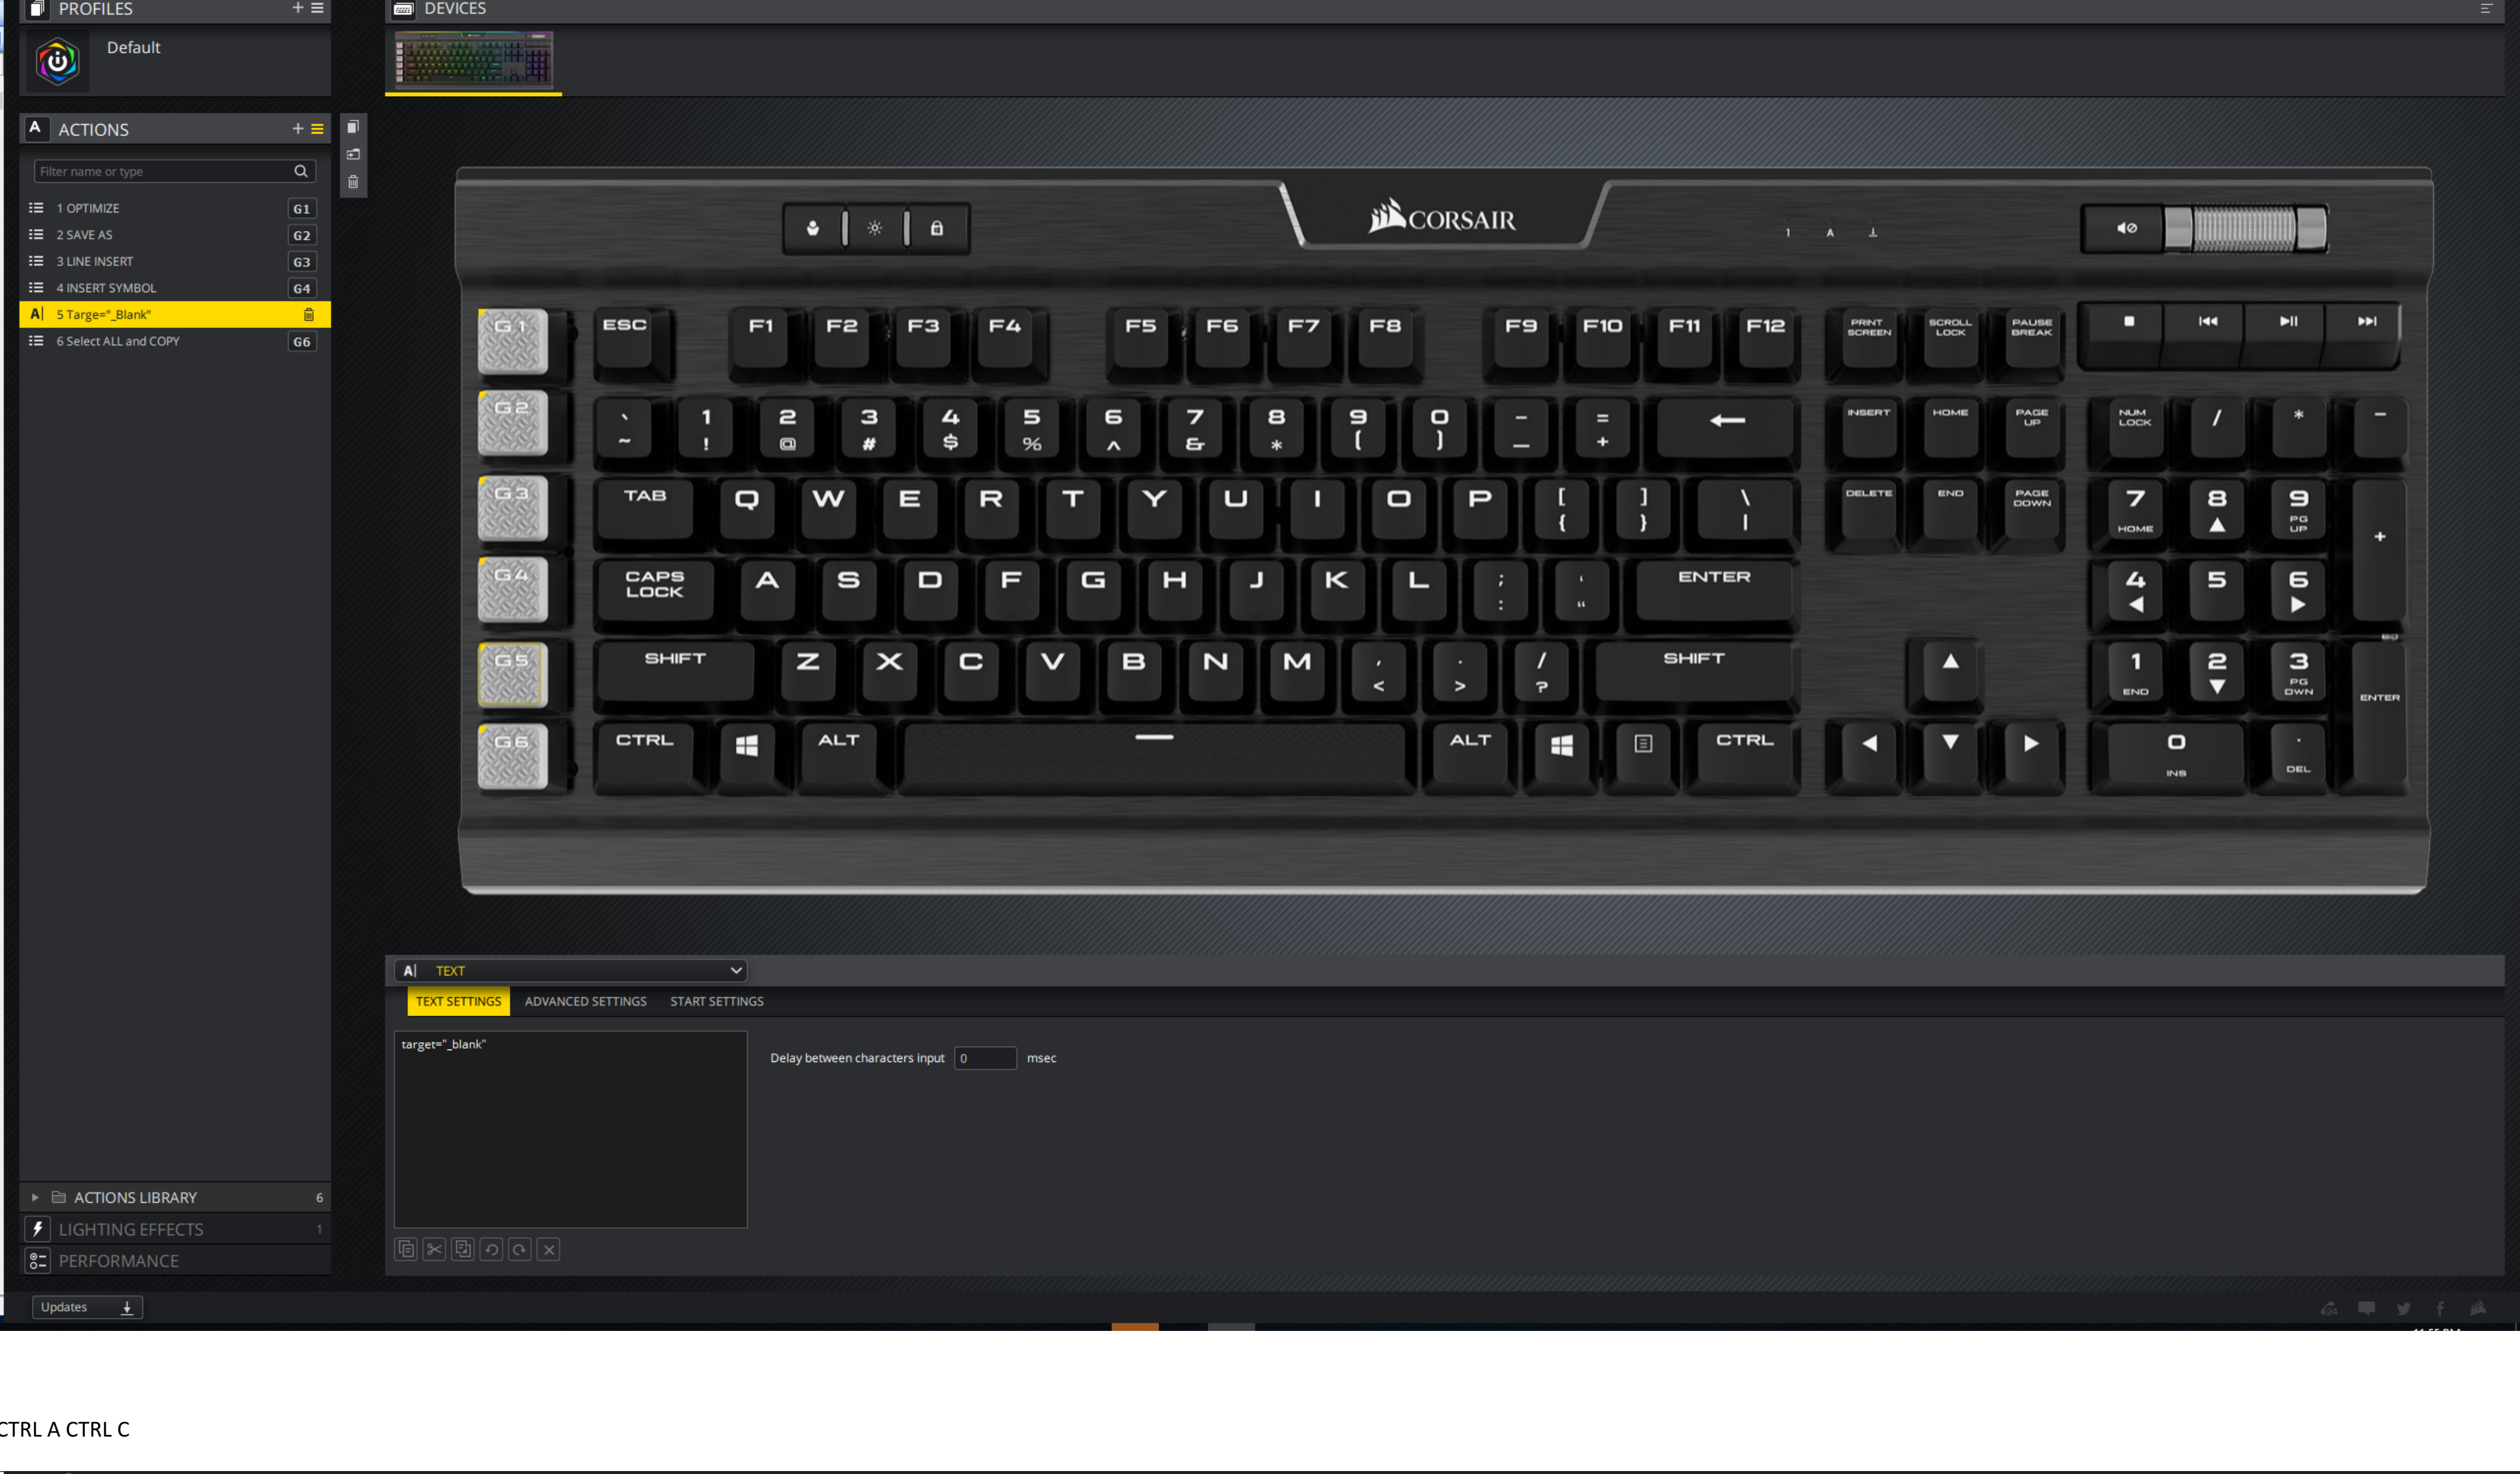 PROFILES
DEVICES
Default
ACTIONS
Filter name or type
1 OPTIMIZE G1
2 SAVE AS G2
3 LINE INSERT G3
4 INSERT SYMBOL G4
5 Targe="_Blank"
6 Select ALL and COPY G6
CORSAIR
1 A
G1 ESC F1 F2 F3 F4 F5 F6 F7 F8 F9 F10 F11 F12 PRINT SCREEN SCROLL LOCK PAUSE BREAK
G2 ` ~ 1 ! 2 @ 3 # 4 $ 5 % 6 ^ 7 & 8 * 9 ( 0 ) - _ = + INSERT HOME PAGE UP NUM LOCK / * -
G3 TAB Q W E R T Y U I O P [ { ] } \ | DELETE END PAGE DOWN 7 HOME 8 9 PG UP +
G4 CAPS LOCK A S D F G H J K L ; : ' " ENTER 4 5 6
G5 SHIFT Z X C V B N M , < . > / ? SHIFT 1 END 2 3 PG DWN ENTER
G6 CTRL ALT ALT CTRL 0 INS . DEL
A| TEXT
TEXT SETTINGS ADVANCED SETTINGS START SETTINGS
target="_blank"
Delay between characters input 0 msec
ACTIONS LIBRARY 6
LIGHTING EFFECTS 1
PERFORMANCE
Updates
24
CTRL A CTRL C